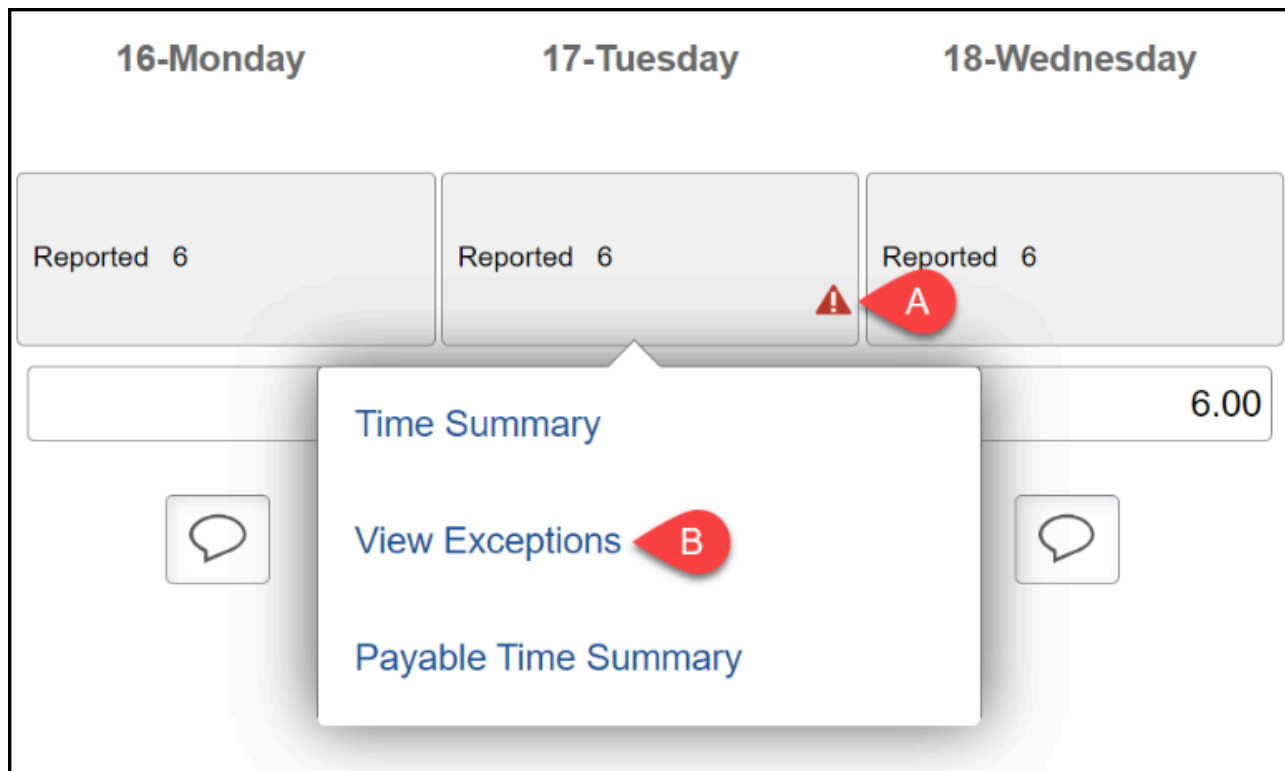 16-Monday 17-Tuesday 18-Wednesday
Reported 6 Reported 6 Reported 6
A
6.00
Time Summary
View Exceptions B
Payable Time Summary